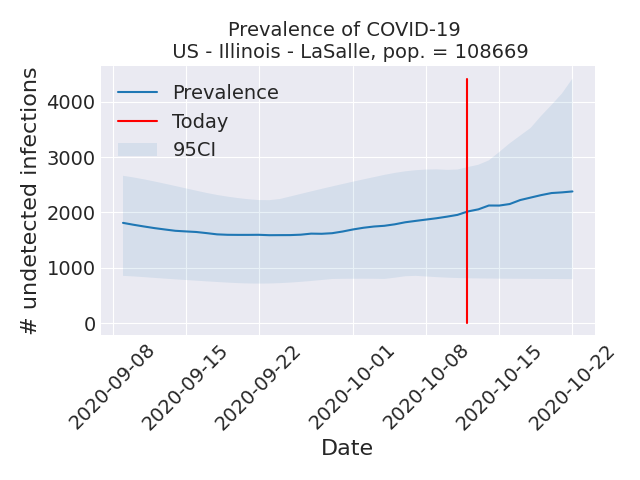 Prevalence of COVID-19
US - Illinois - LaSalle, pop. = 108669
# undetected infections
4000
3000
2000
1000
0
Prevalence
Today
95CI
2020-09-08
2020-09-15
2020-09-22
2020-10-01
2020-10-08
2020-10-15
2020-10-22
Date